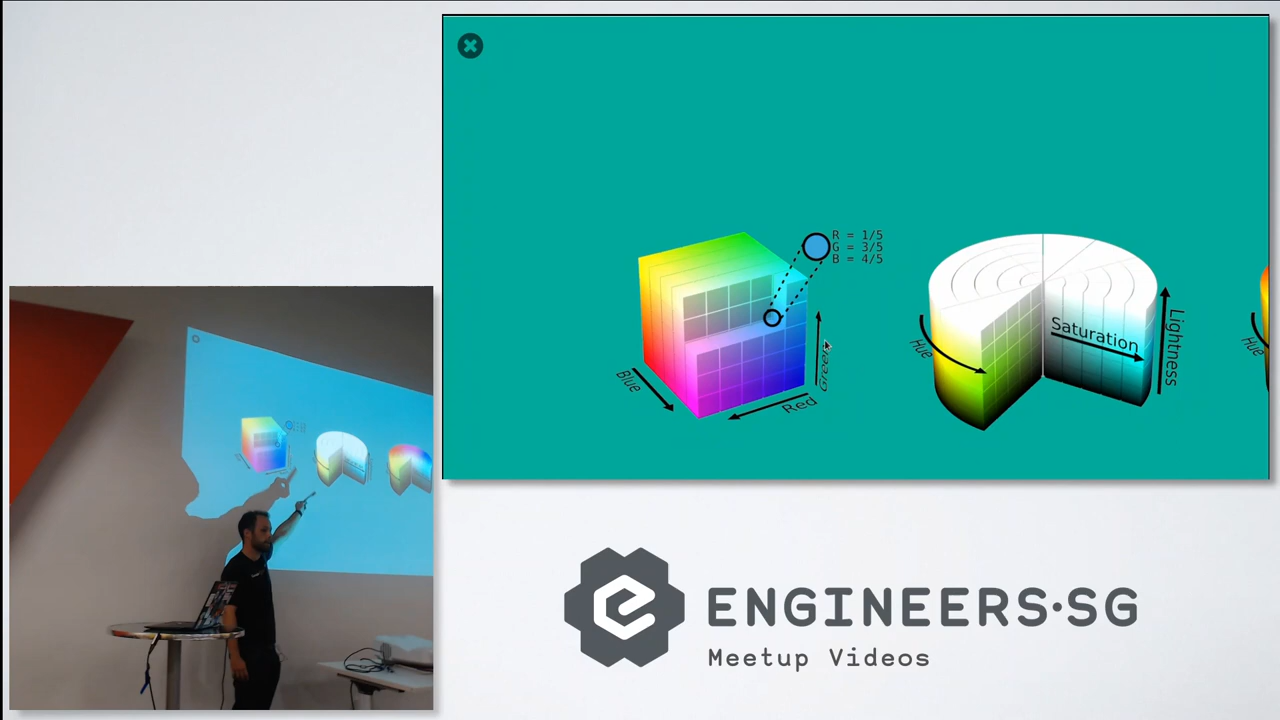 R = 1/5
G = 3/5
B = 4/5
Blue
Red
Green
Hue
Saturation
Lightness
Hue
ENGINEERS·SG
Meetup Videos